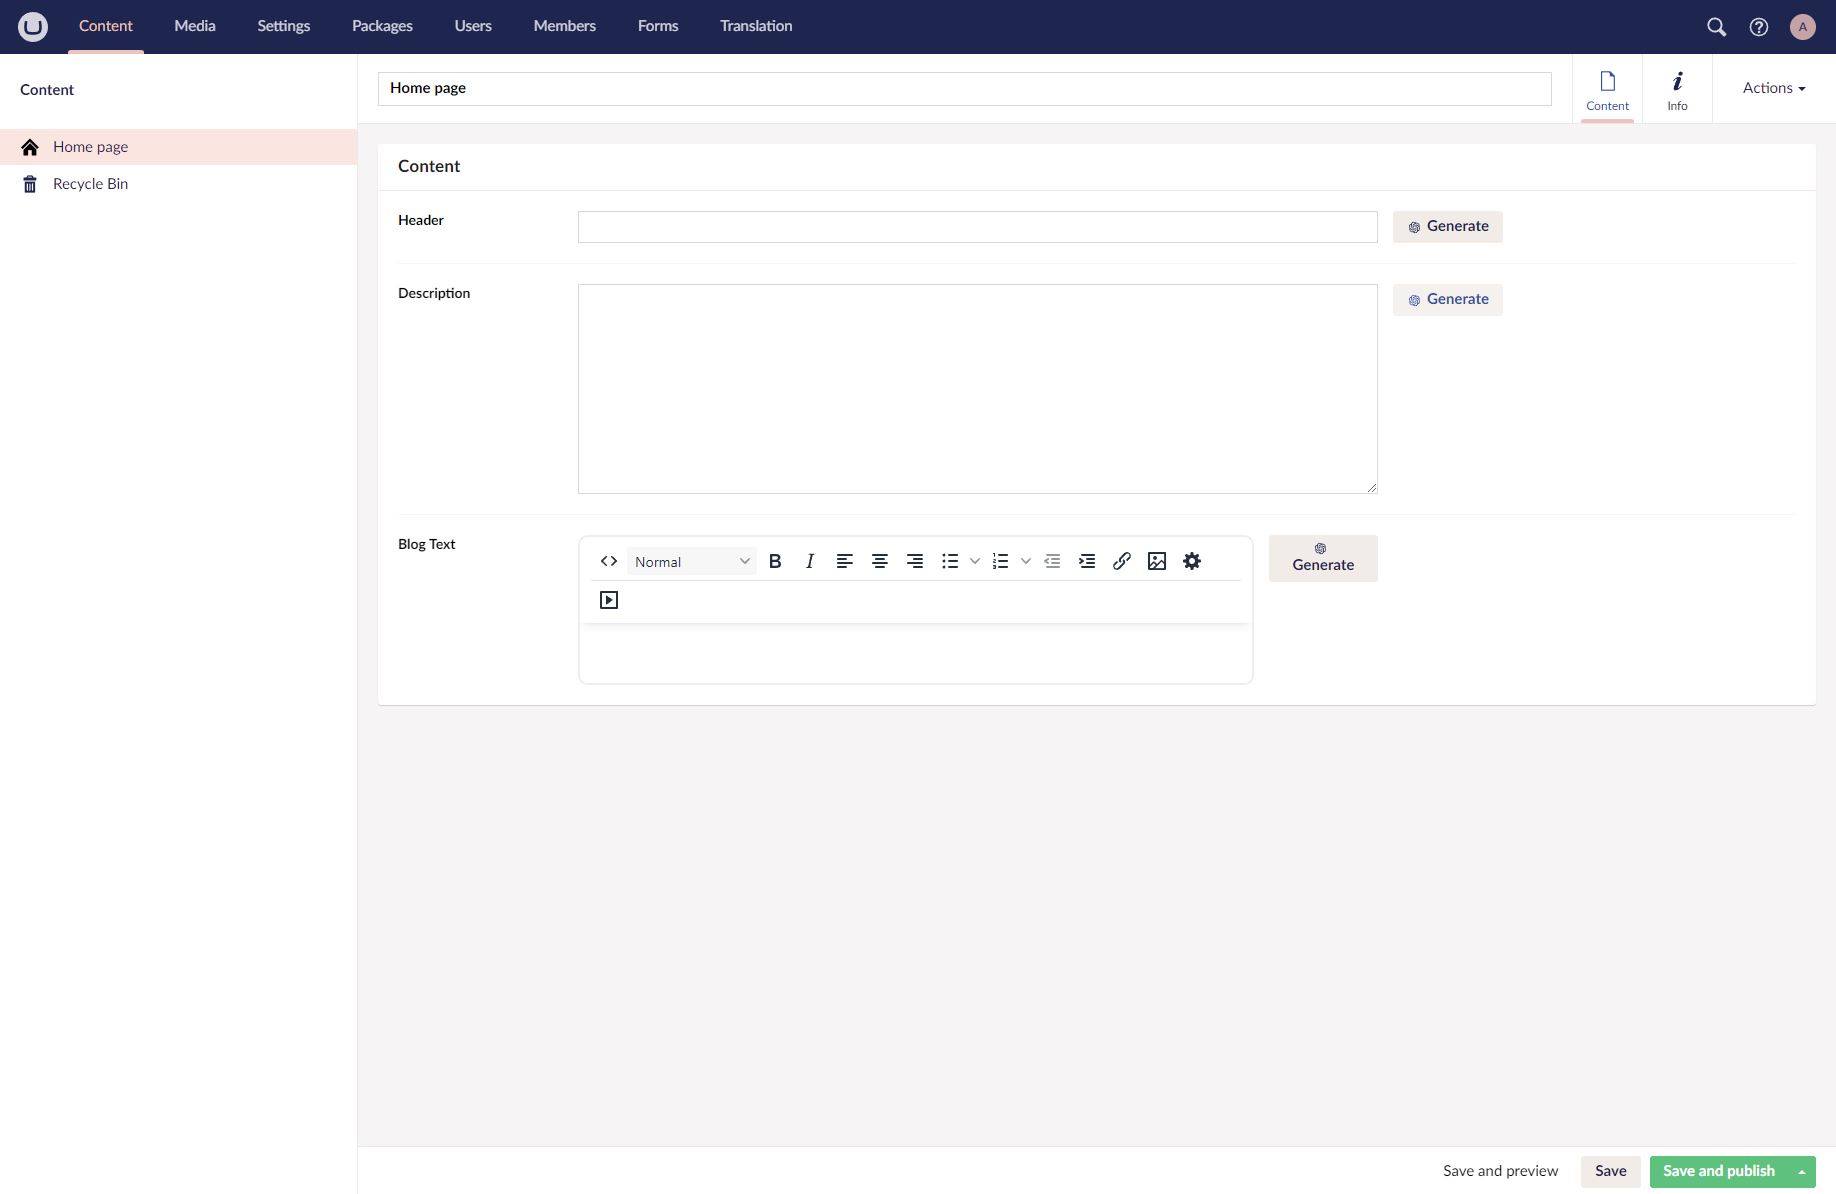 Content Media Settings Packages Users Members Forms Translation A
Content
Home page
Recycle Bin
Home page
Content
Info
Actions
Content
Header
Generate
Description
Generate
Blog Text
Normal
B I
Generate
Save and preview
Save
Save and publish